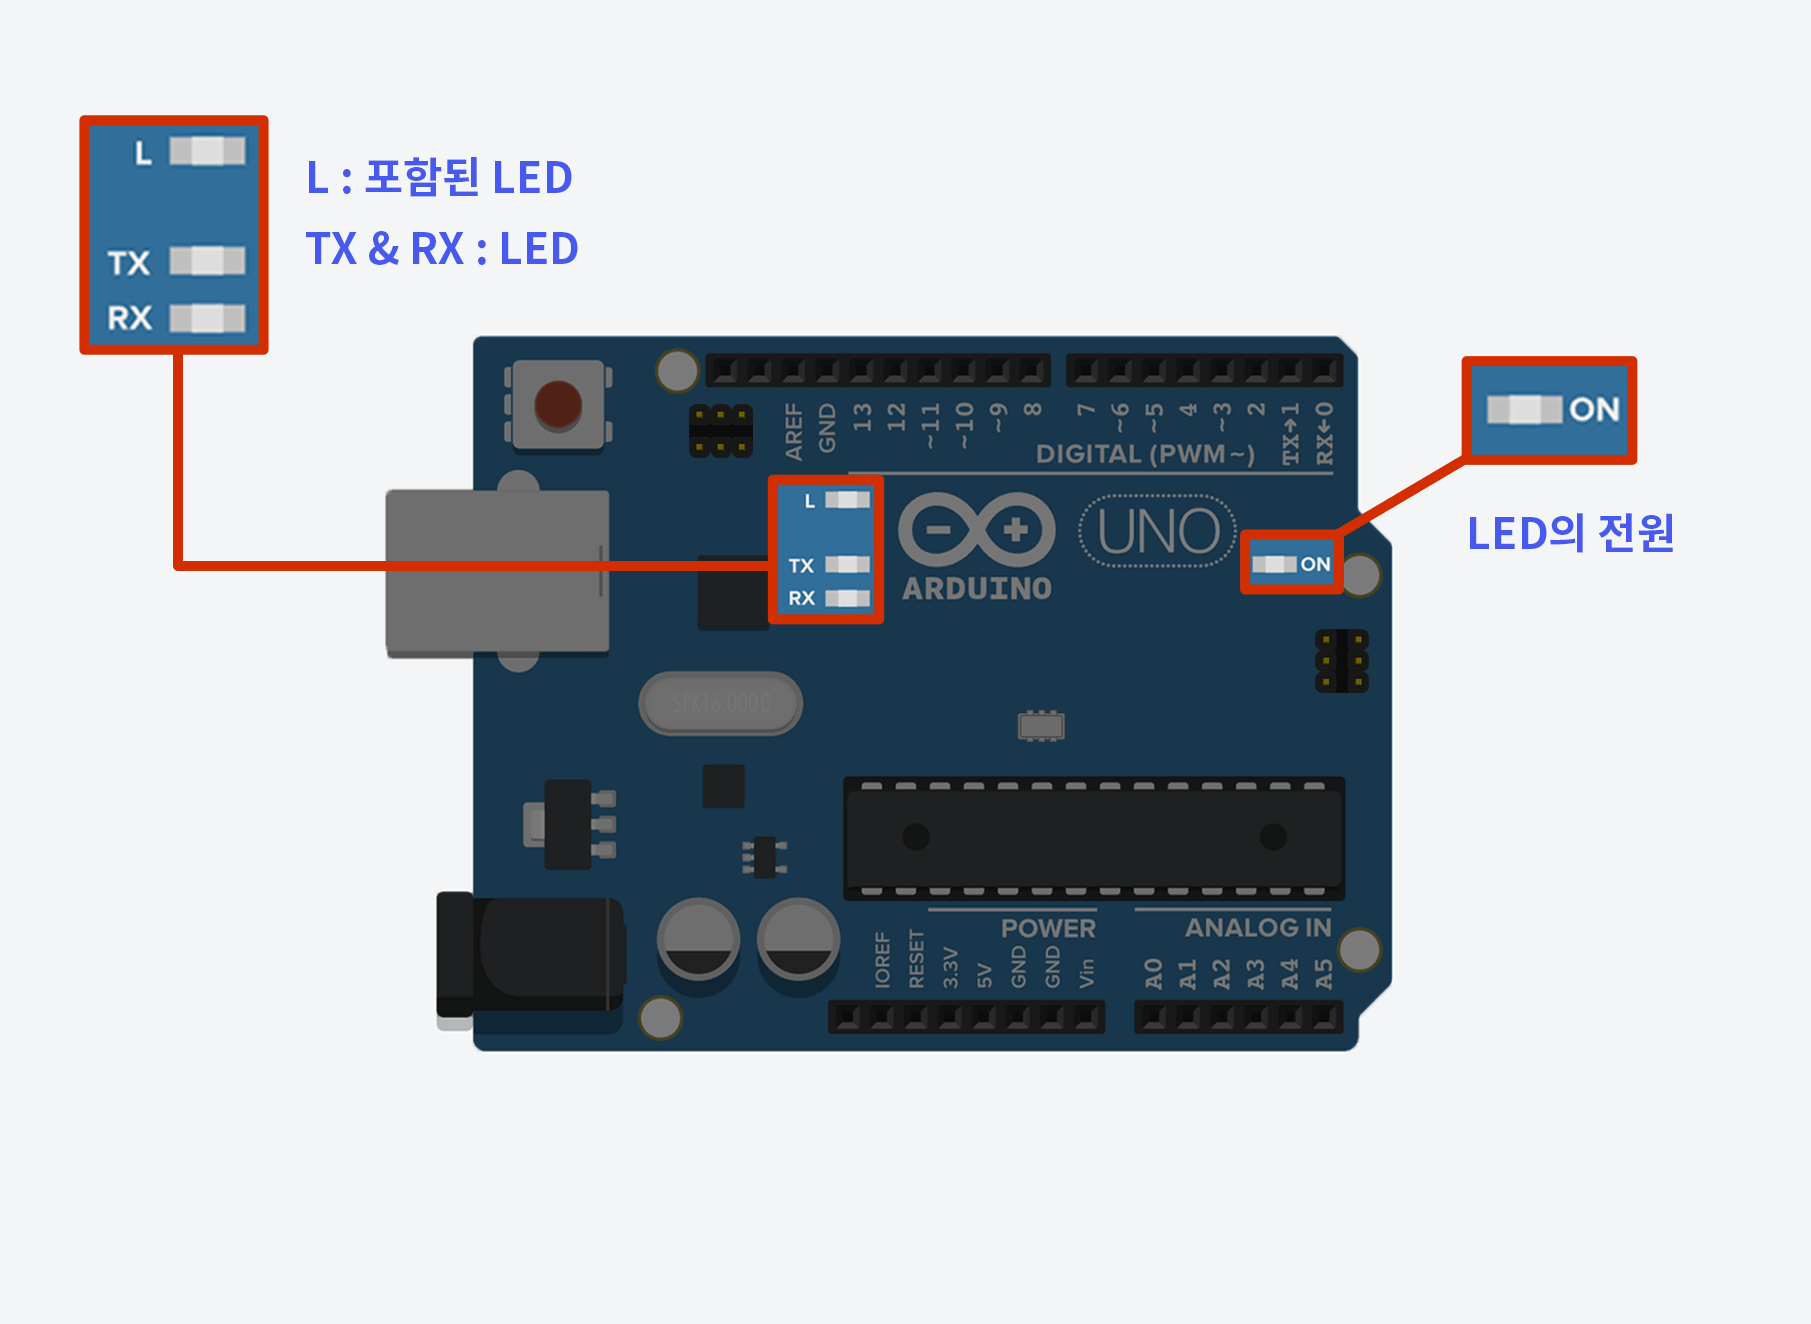 L
TX
RX
L : 포함된 LED
TX & RX : LED
ON
LED의 전원
AREF
GND
13
12
~11
~10
~9
8
7
~6
~5
4
~3
2
TX→1
RX←0
DIGITAL (PWM~)
L
TX
RX
UNO
ARDUINO
ON
SPK16.000G
POWER
ANALOG IN
IOREF
RESET
3.3V
5V
GND
GND
Vin
A0
A1
A2
A3
A4
A5